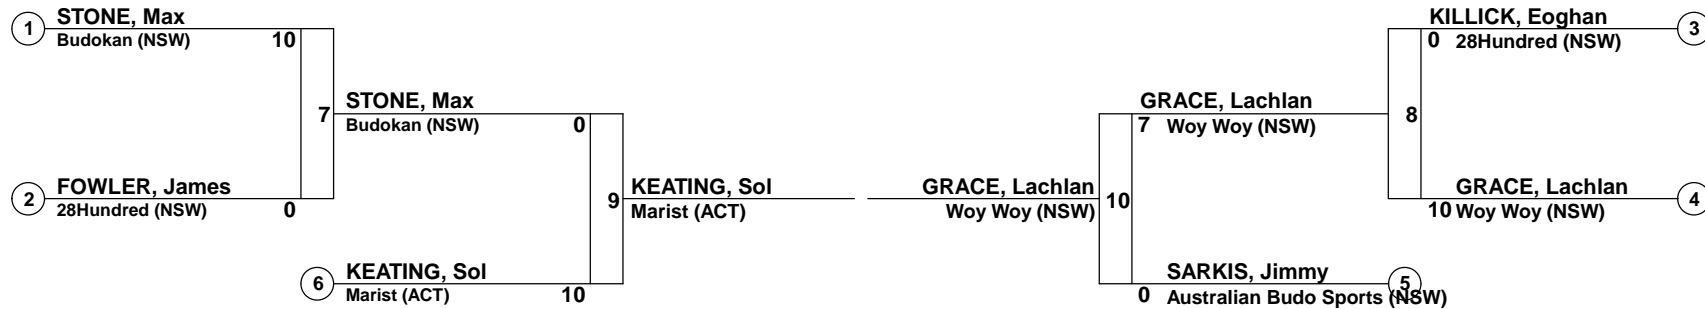 1
STONE, Max
Budokan (NSW)
10
7
STONE, Max
Budokan (NSW)
0
2
FOWLER, James
28Hundred (NSW)
0
9
KEATING, Sol
Marist (ACT)
6
KEATING, Sol
Marist (ACT)
10
KILLICK, Eoghan
0 28Hundred (NSW)
3
GRACE, Lachlan
7 Woy Woy (NSW)
8
GRACE, Lachlan
Woy Woy (NSW)
10
GRACE, Lachlan
10 Woy Woy (NSW)
4
SARKIS, Jimmy
0 Australian Budo Sports (NSW)
5